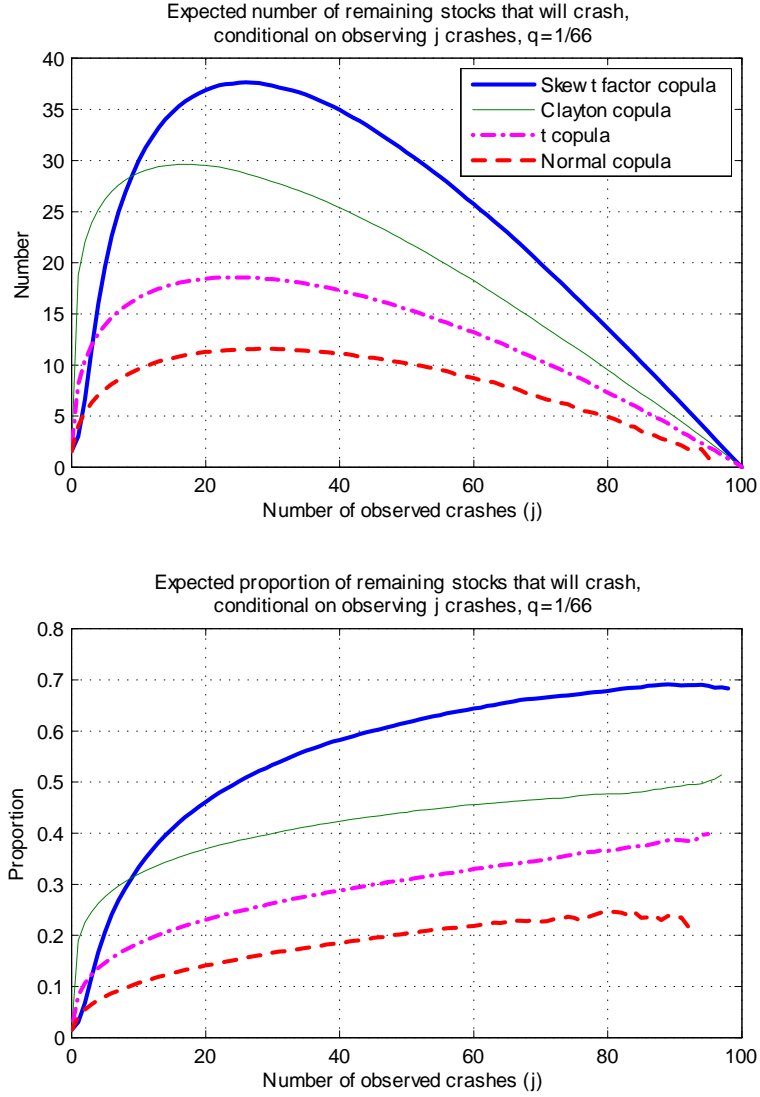 Expected number of remaining stocks that will crash,
conditional on observing j crashes, q=1/66
40
35
30
25
20
15
10
5
0
Number
Skew t factor copula
Clayton copula
t copula
Normal copula
0 20 40 60 80 100
Number of observed crashes (j)
Expected proportion of remaining stocks that will crash,
conditional on observing j crashes, q=1/66
0.8
0.7
0.6
0.5
0.4
0.3
0.2
0.1
0
Proportion
0 20 40 60 80 100
Number of observed crashes (j)